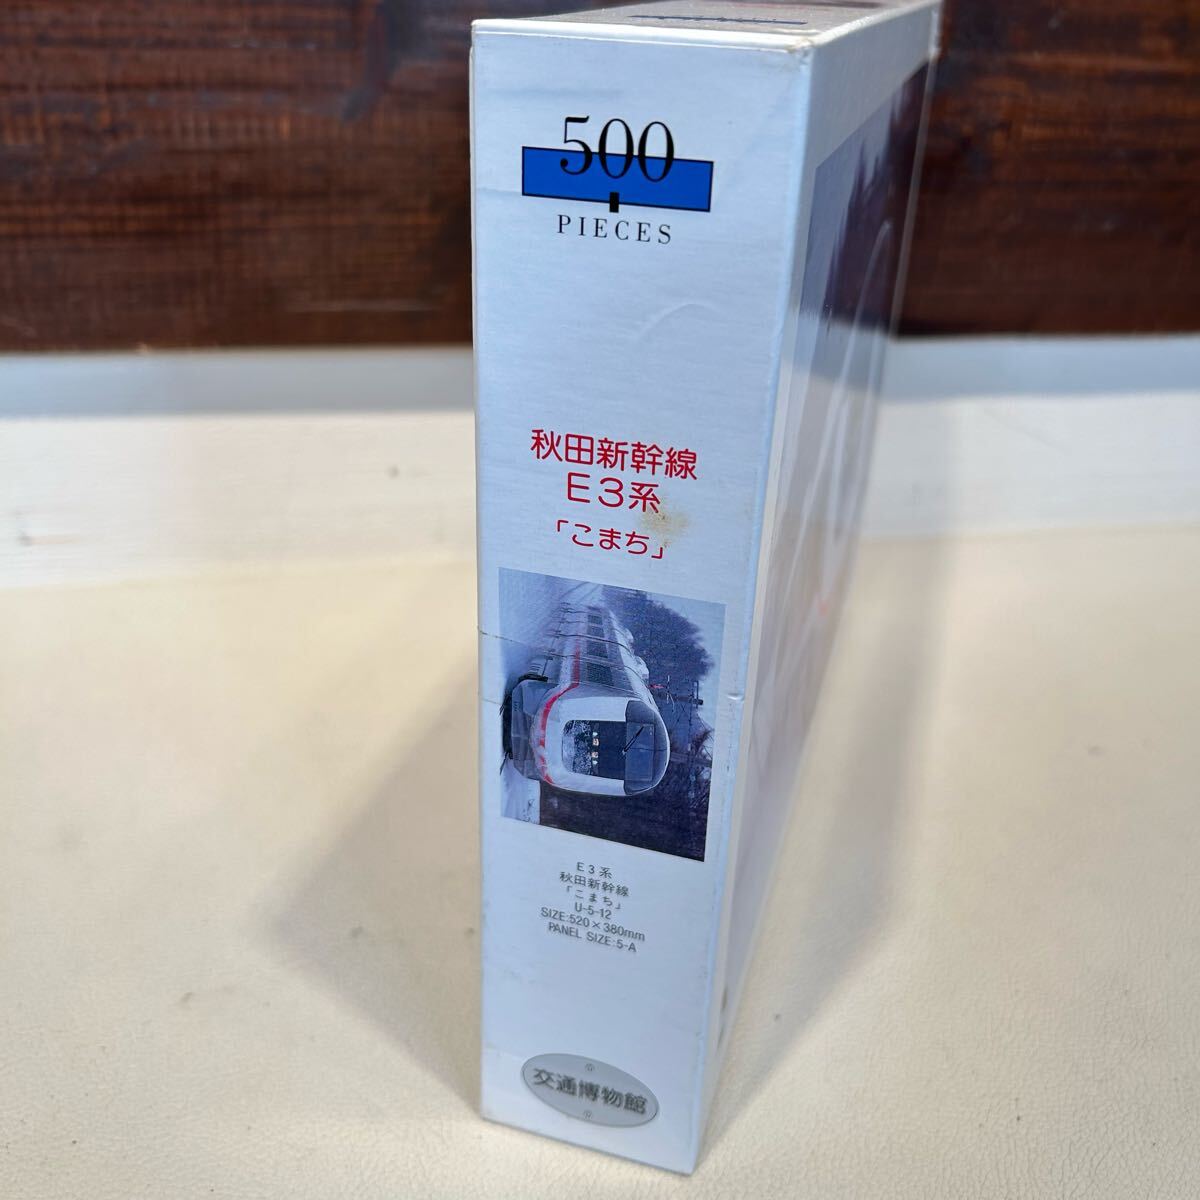 500
PIECES
秋田新幹線
E3系
「こまち」
E3系
秋田新幹線
「こまち」
U-5-12
SIZE:520×380mm
PANEL SIZE:5-A
交通博物館